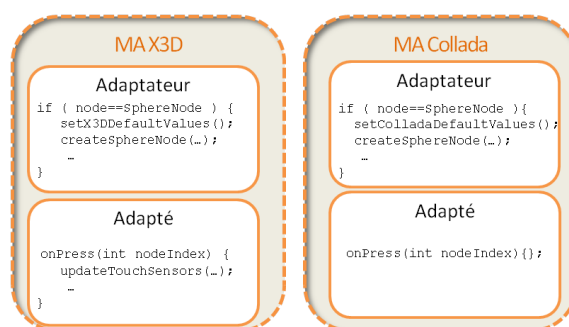 MA X3D
Adaptateur
if ( node==SphereNode ) {
setX3DDefaultValues();
createSphereNode(…);
…
}
Adapté
onPress(int nodeIndex) {
updateTouchSensors(…);
…
}
MA Collada
Adaptateur
if ( node==SphereNode ){
setColladaDefaultValues();
createSphereNode(…);
…
}
Adapté
onPress(int nodeIndex){};